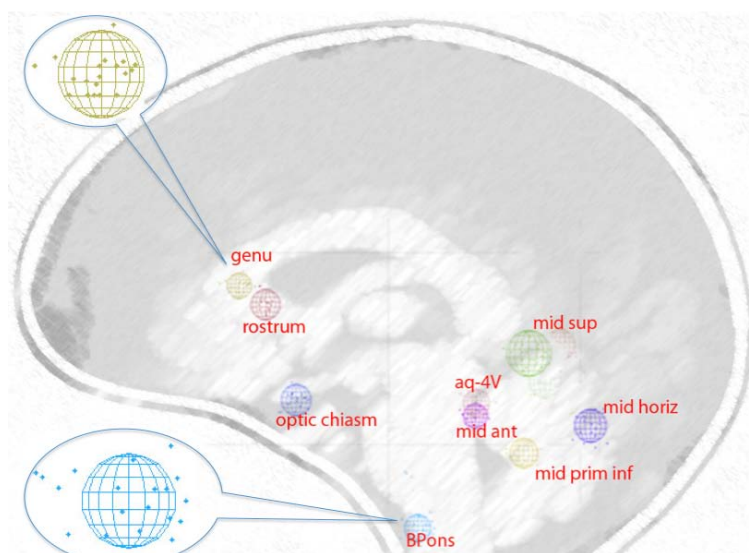 genu
rostrum
mid sup
aq-4V
optic chiasm
mid ant
mid horiz
mid prim inf
BPons